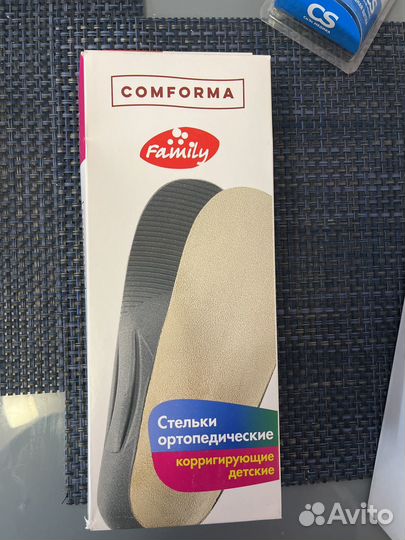 CS
COMFORMA
Family
Стельки
ортопедические
корригирующие
детские
Avito